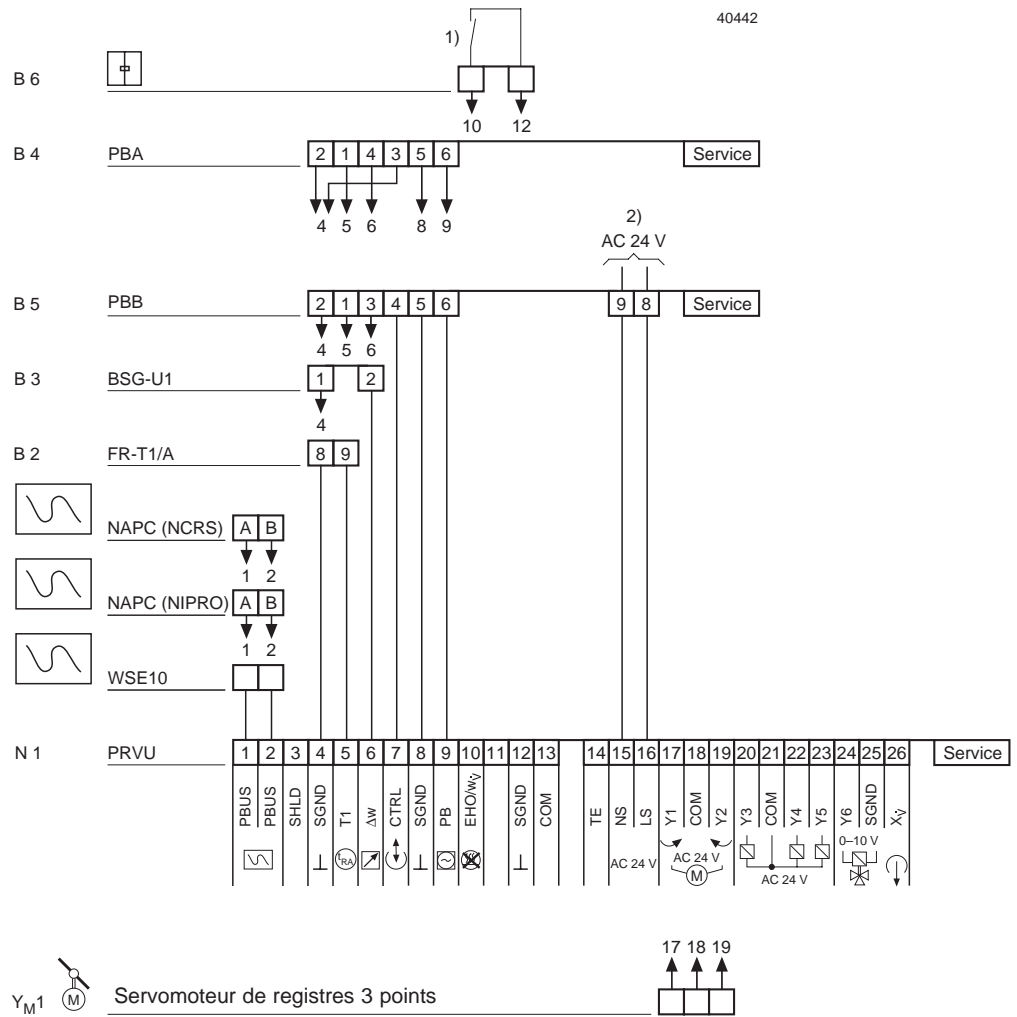 40442
1)
B 6
10 12
B 4 PBA 2 1 4 3 5 6 Service
4 5 6 8 9
2)
AC 24 V
B 5 PBB 2 1 3 4 5 6 9 8 Service
4 5 6
B 3 BSG-U1 1 2
4
B 2 FR-T1/A 8 9
NAPC (NCRS) A B
1 2
NAPC (NIPRO) A B
1 2
WSE10
N 1 PRVU 1 2 3 4 5 6 7 8 9 10 11 12 13 14 15 16 17 18 19 20 21 22 23 24 25 26 Service
PBUS PBUS SHLD SGND T1 Δw CTRL SGND PB EHO/wv̇ SGND COM TE NS LS Y1 COM Y2 Y3 COM Y4 Y5 Y6 SGND Xv̇
0–10 V
tRA AC 24 V AC 24 V
M AC 24 V
17 18 19
YM1 M Servomoteur de registres 3 points